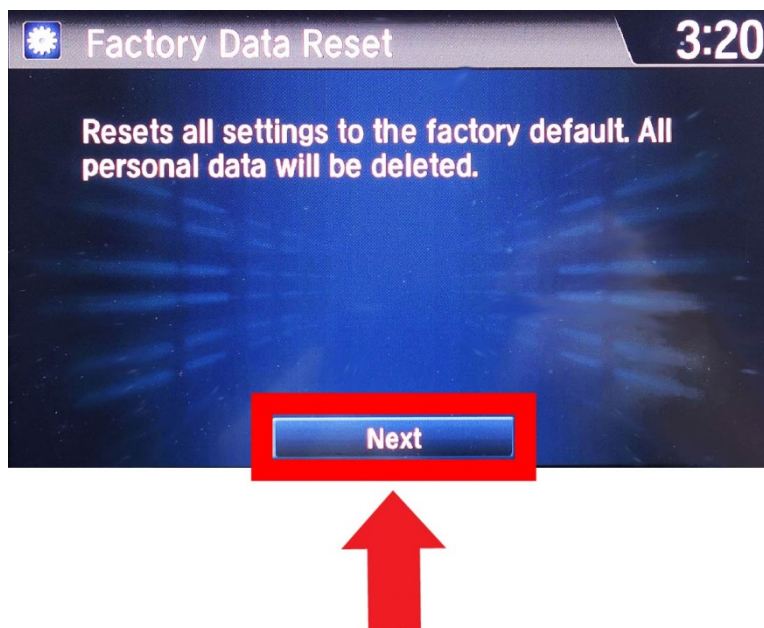 Factory Data Reset
3:20
Resets all settings to the factory default. All
personal data will be deleted.
Next